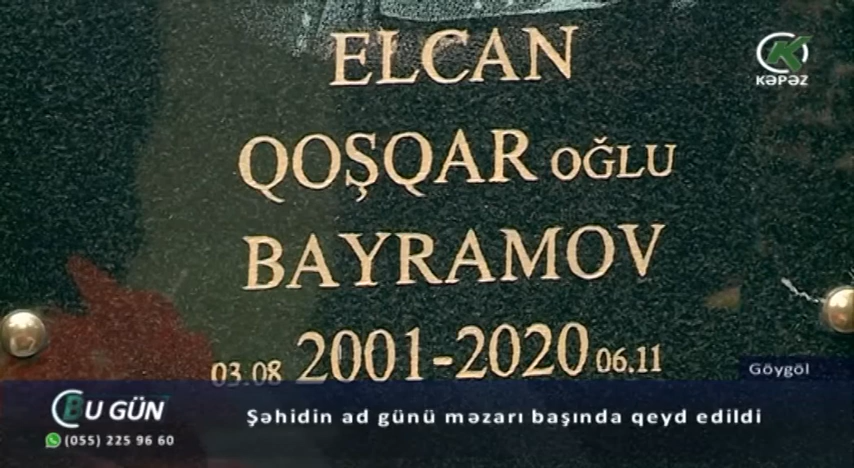 ELCAN
KƏPƏZ
QOŞQAR OĞLU
BAYRAMOV
03.08 2001-2020 06.11
Göygöl
BU GÜN
Şəhidin ad günü məzarı başında qeyd edildi
(055) 225 96 60